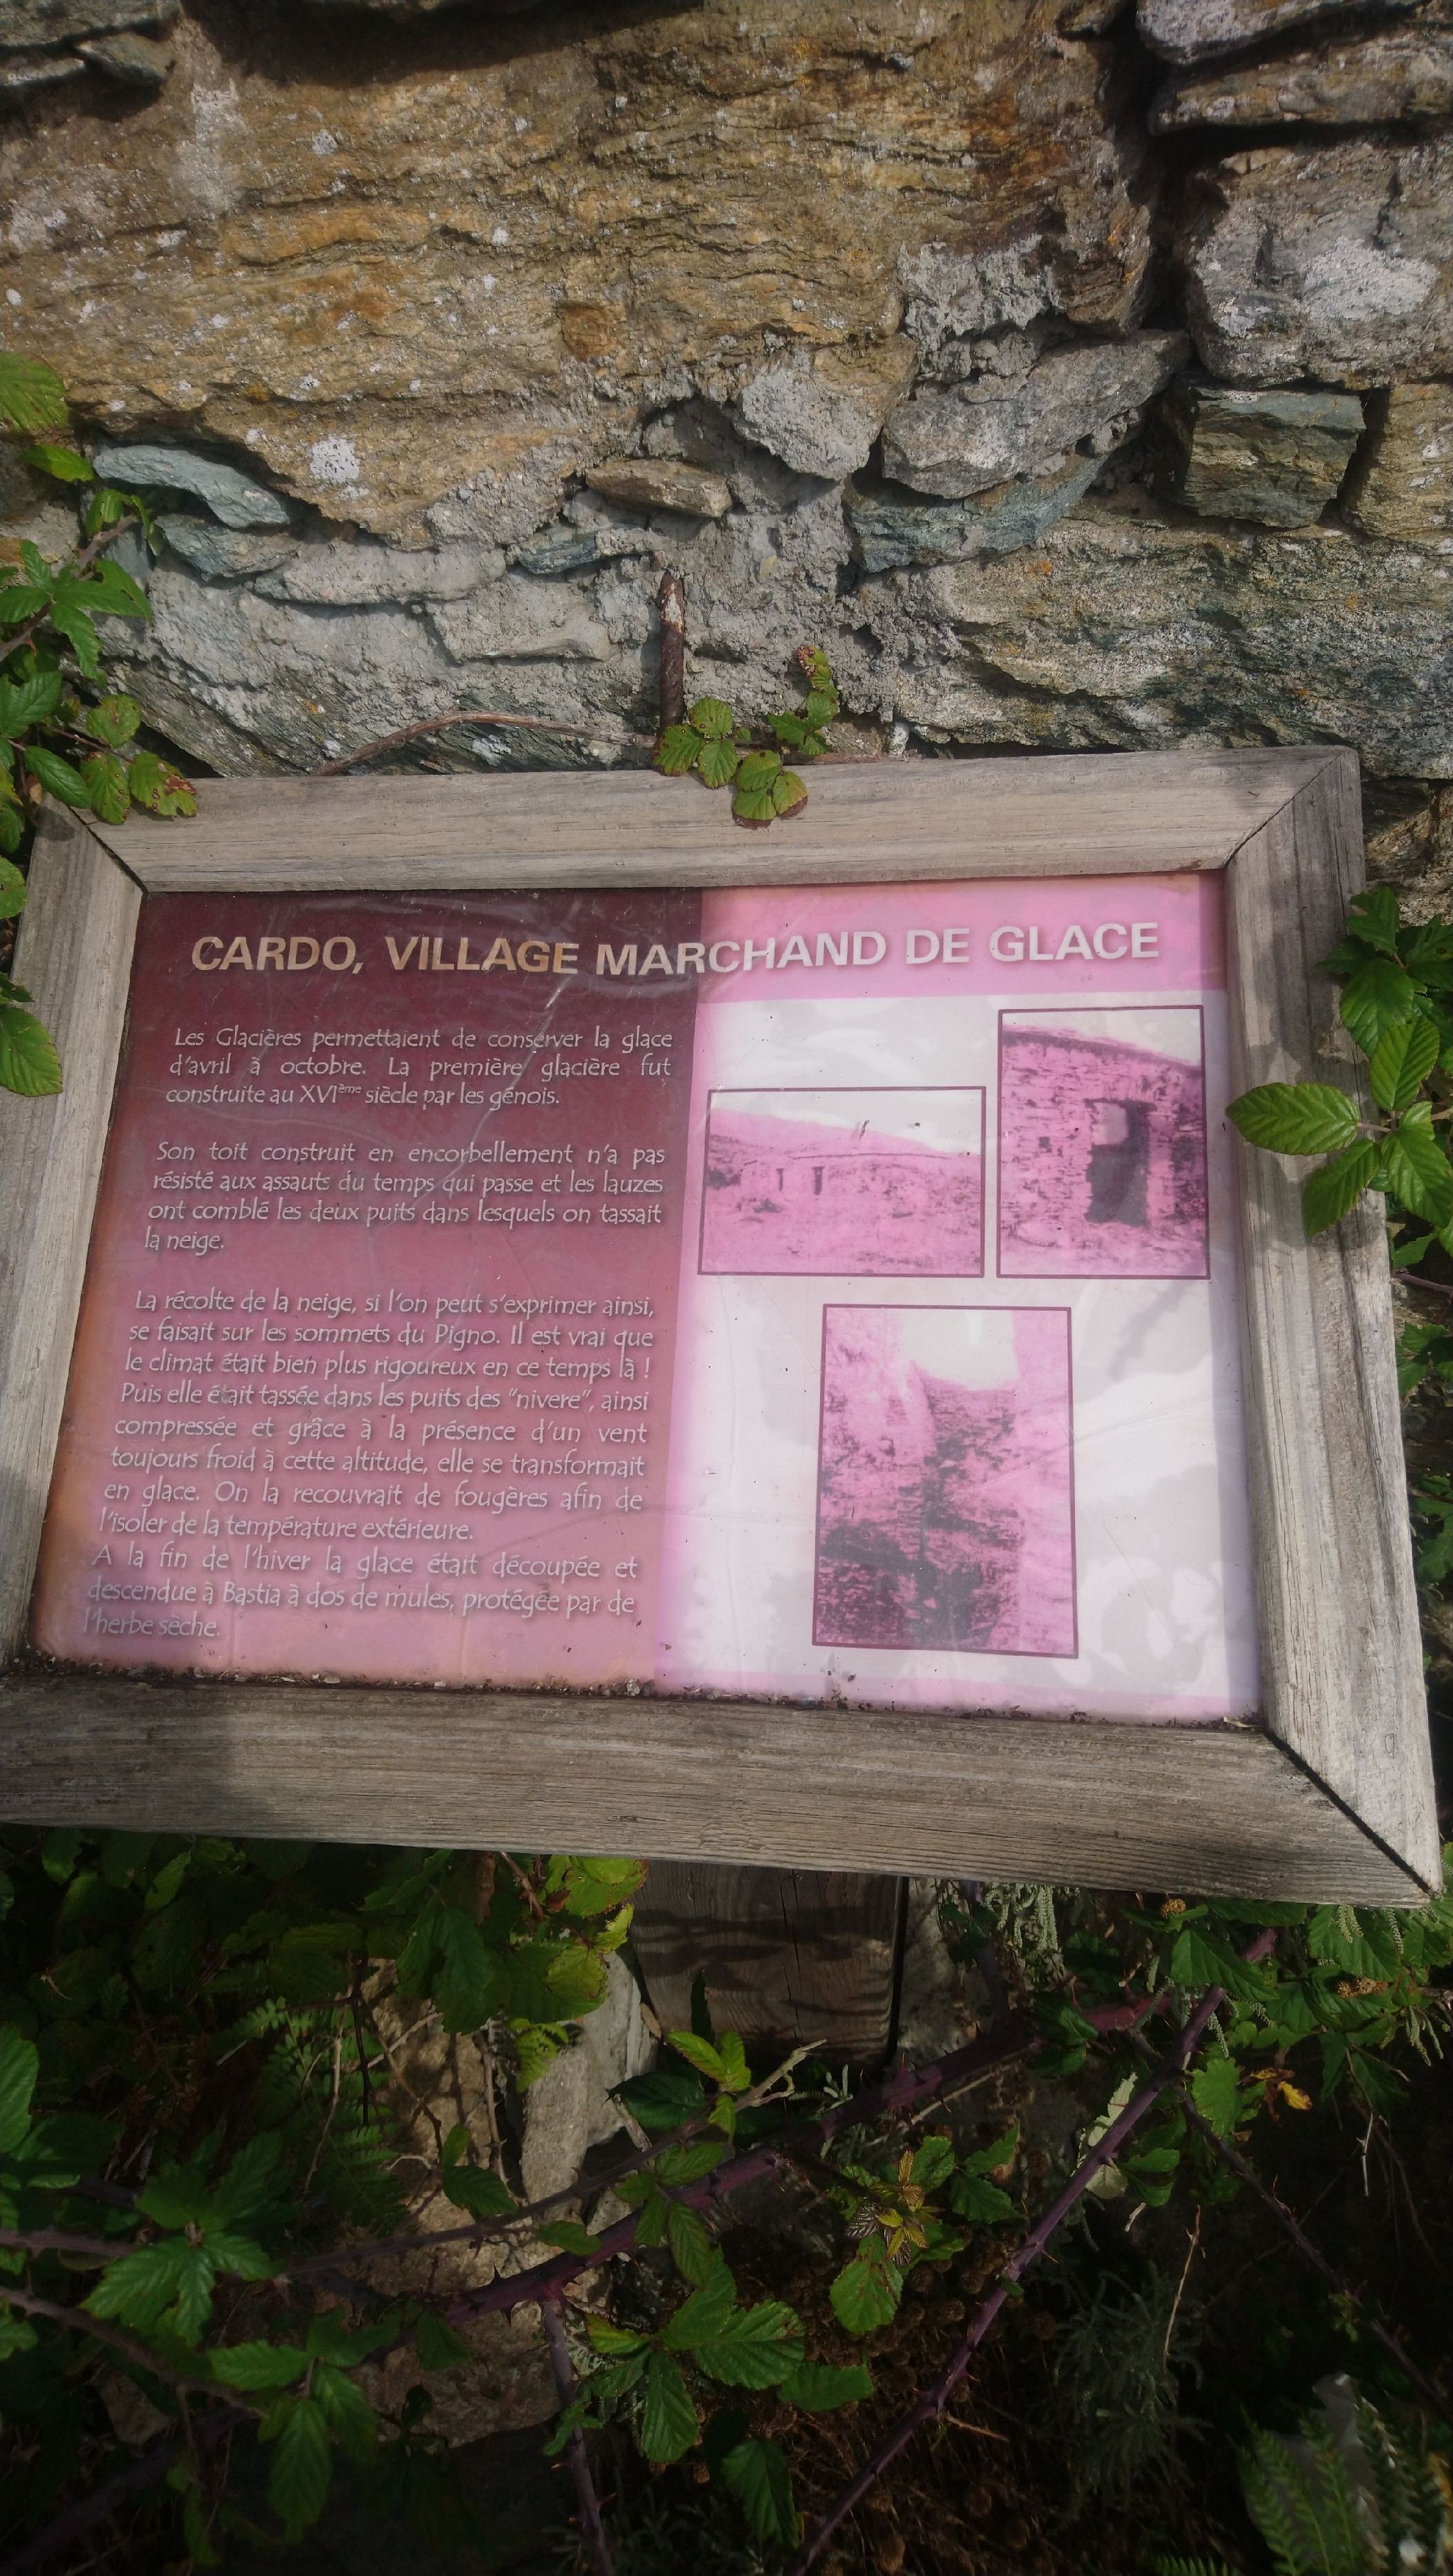 CARDO, VILLAGE MARCHAND DE GLACE
Les Glacières permettaient de conserver la glace
d'avril à octobre. La première glacière fut
construite au XVIème siècle par les génois.
Son toit construit en encorbellement n'a pas
résisté aux assauts du temps qui passe et les lauzes
ont comblé les deux puits dans lesquels on tassait
la neige.
La récolte de la neige, si l'on peut s'exprimer ainsi,
se faisait sur les sommets du Pigno. Il est vrai que
le climat était bien plus rigoureux en ce temps là !
Puis elle était tassée dans les puits des "nivere", ainsi
compressée et grâce à la présence d'un vent
toujours froid à cette altitude, elle se transformait
en glace. On la recouvrait de fougères afin de
l'isoler de la température extérieure.
A la fin de l'hiver la glace était découpée et
descendue à Bastia à dos de mules, protégée par de
l'herbe sèche.